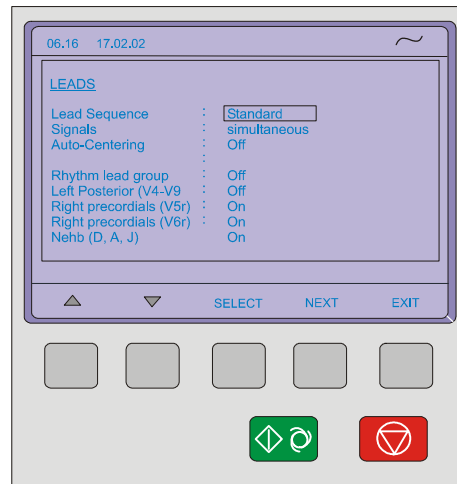 06.16 17.02.02
LEADS
Lead Sequence : Standard
Signals : simultaneous
Auto-Centering : Off
:
Rhythm lead group : Off
Left Posterior (V4-V9 : Off
Right precordials (V5r) : On
Right precordials (V6r) : On
Nehb (D, A, J) On
SELECT NEXT EXIT